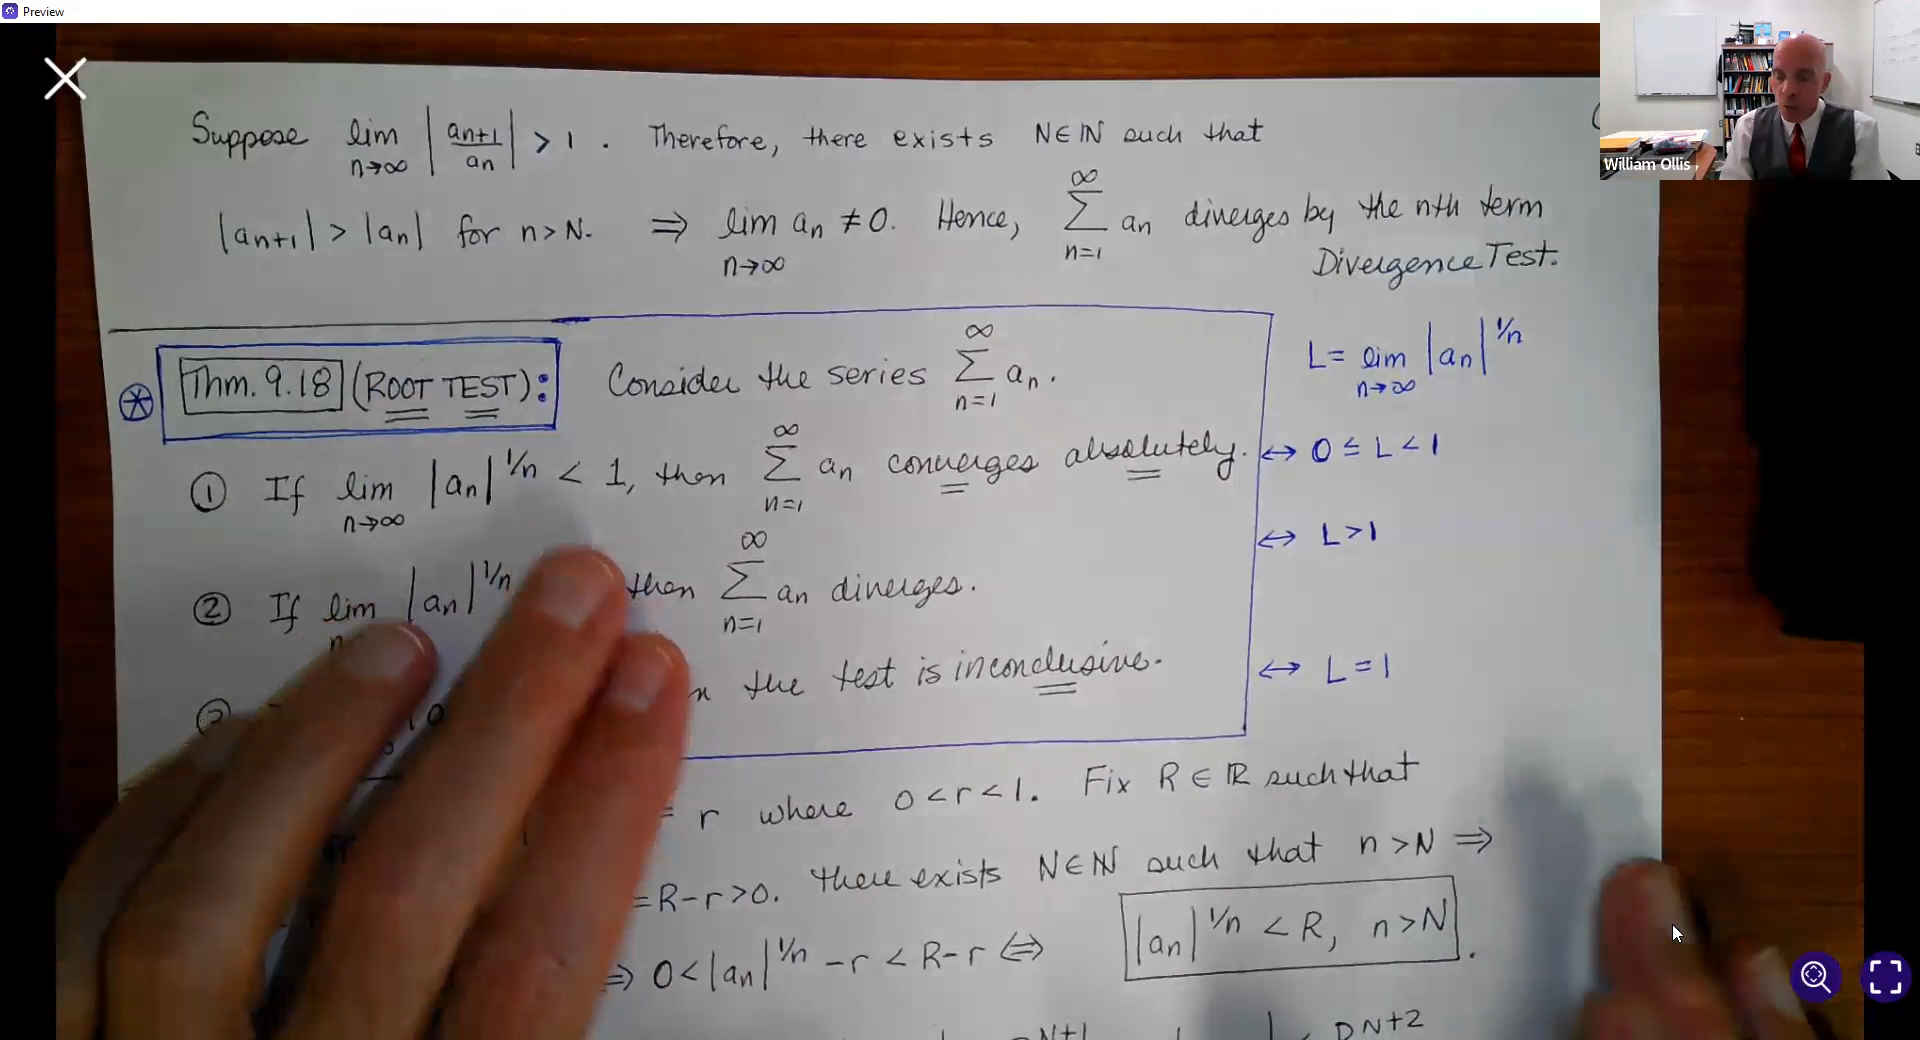 Preview
William Ollis
Suppose lim n→∞ |an+1/an| > 1. Therefore, there exists N∈ℕ such that
|an+1| > |an| for n>N. ⇒ lim n→∞ an ≠ 0. Hence, ∞ Σ n=1 an diverges by the nth term
Divergence Test.
Thm. 9.18 (ROOT TEST): Consider the series ∞ Σ n=1 an.
L= lim n→∞ |an|^1/n
① If lim n→∞ |an|^1/n < 1, then ∞ Σ n=1 an converges absolutely. ↔ 0 ≤ L < 1
↔ L>1
② If lim |an|^1/n then ∞ Σ n=1 an diverges.
the test is inconclusive. ↔ L=1
= r where 0<r<1. Fix R∈ℝ such that
=R-r>0. There exists N∈ℕ such that n>N ⇒
⇒ 0<|an|^1/n -r < R-r ⇔ |an|^1/n < R, n>N.
N+1 RN+2